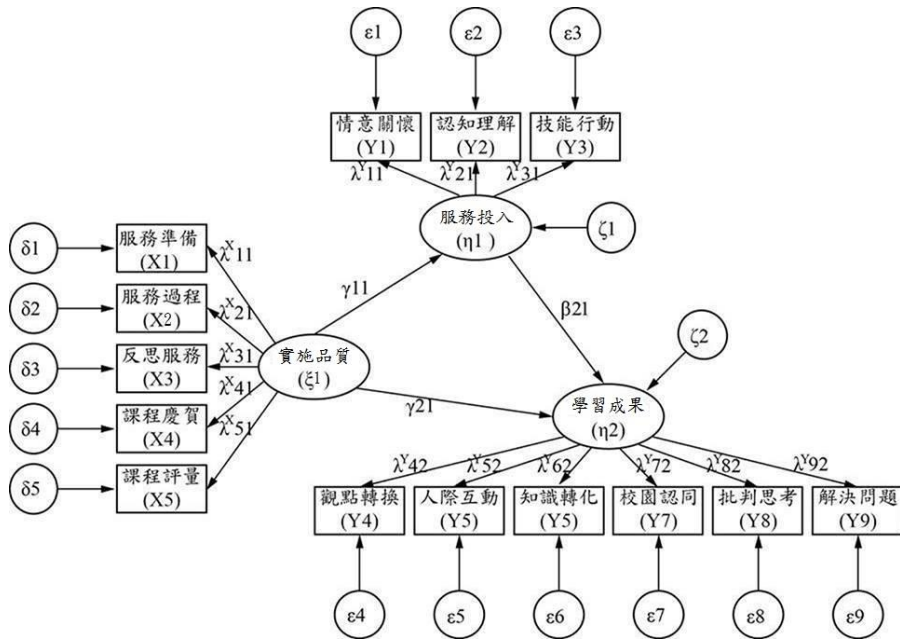 ε1
ε2
ε3
情意關懷
(Y1)
認知理解
(Y2)
技能行動
(Y3)
λY11
λY21
λY31
服務投入
(η1)
ζ1
δ1
服務準備
(X1)
λX11
δ2
服務過程
(X2)
λX21
δ3
反思服務
(X3)
λX31
δ4
課程慶賀
(X4)
λX41
δ5
課程評量
(X5)
λX51
實施品質
(ξ1)
γ11
β21
γ21
ζ2
學習成果
(η2)
λY42
λY52
λY62
λY72
λY82
λY92
觀點轉換
(Y4)
人際互動
(Y5)
知識轉化
(Y5)
校園認同
(Y7)
批判思考
(Y8)
解決問題
(Y9)
ε4
ε5
ε6
ε7
ε8
ε9